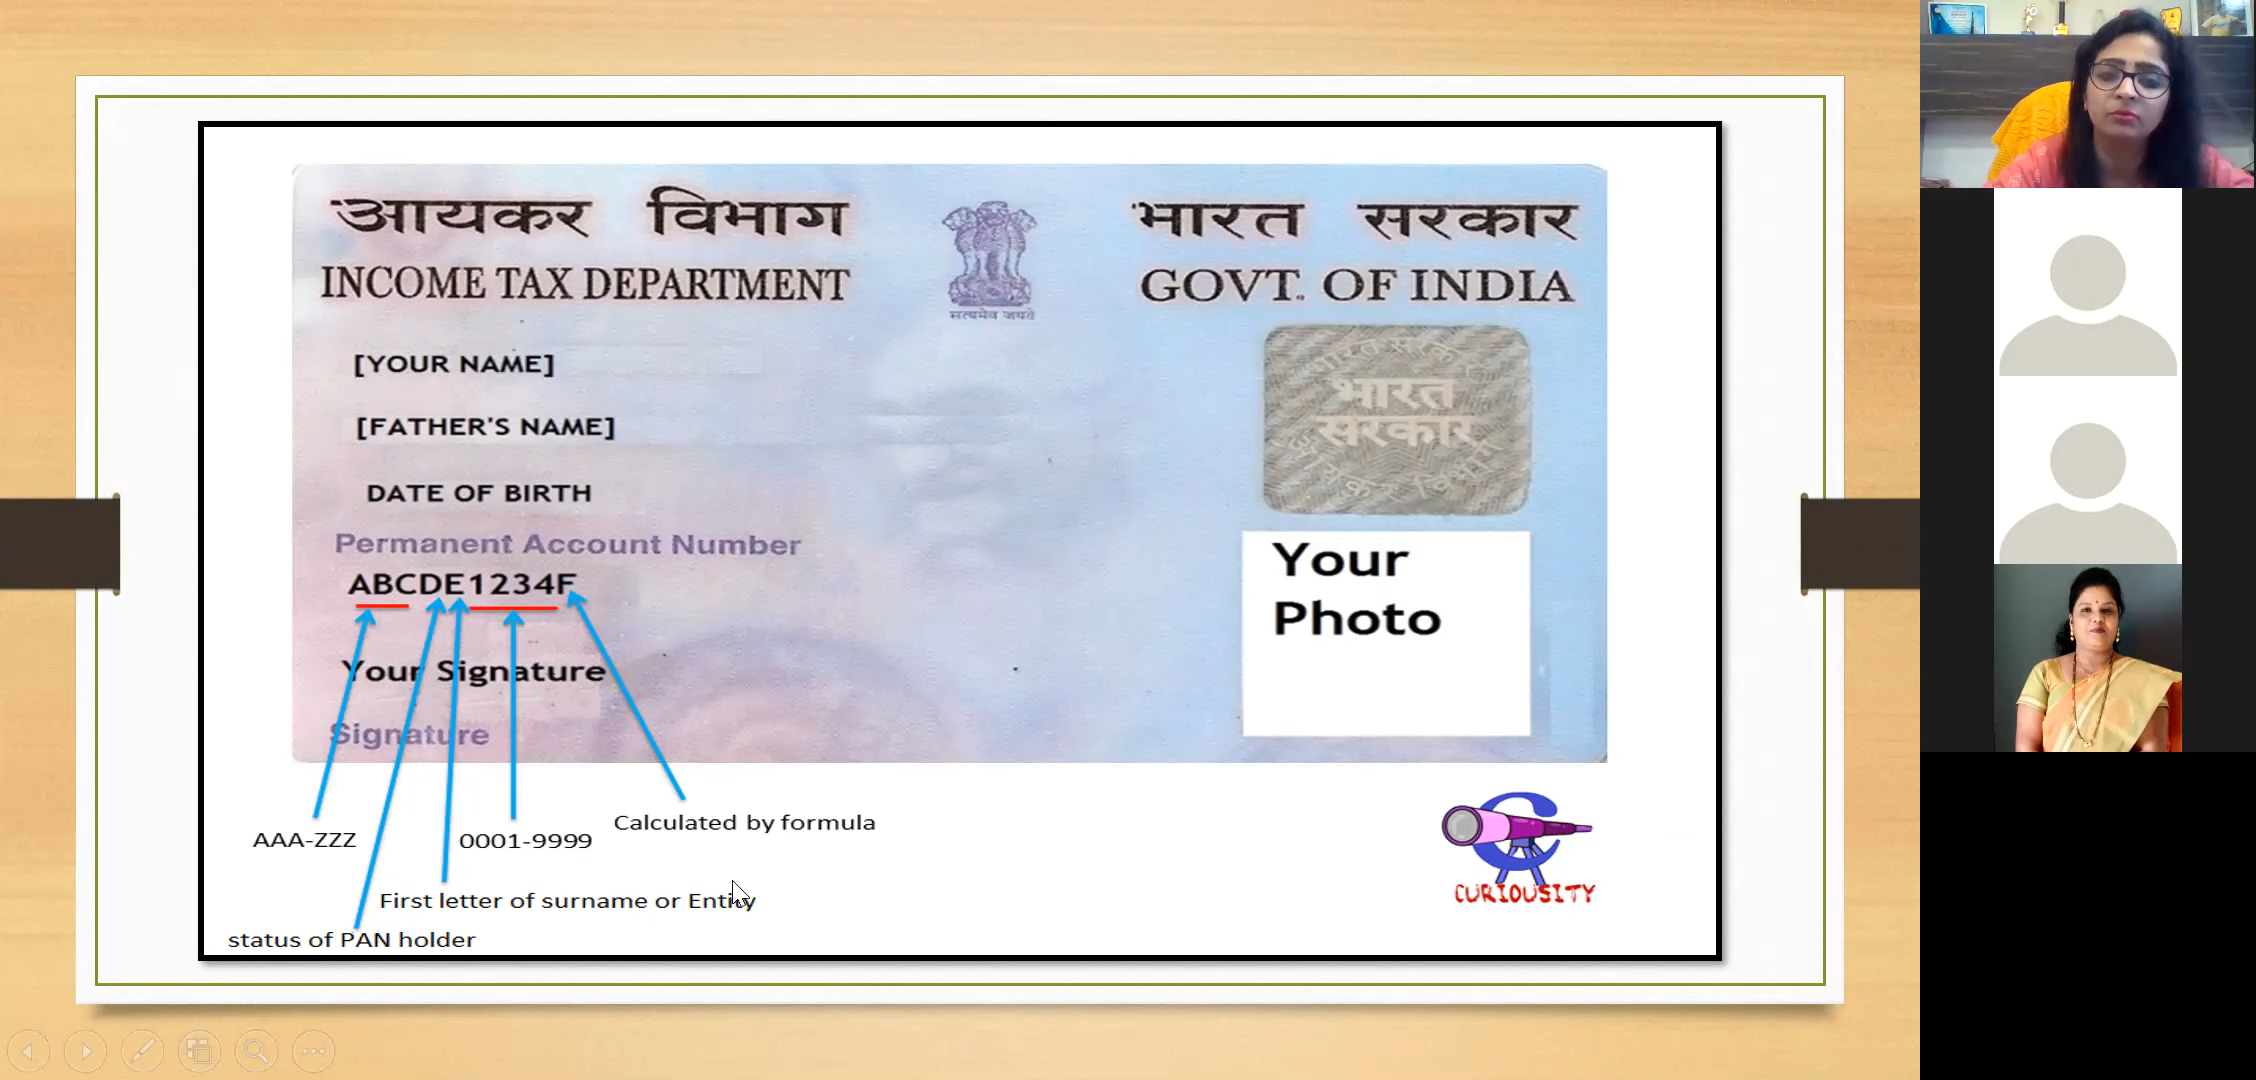 आयकर विभाग
भारत सरकार
INCOME TAX DEPARTMENT
GOVT. OF INDIA
सत्यमेव जयते
[YOUR NAME]
भारत
सरकार
[FATHER'S NAME]
DATE OF BIRTH
Permanent Account Number
ABCDE1234F
Your
Photo
Your Signature
Signature
Calculated by formula
AAA-ZZZ
0001-9999
First letter of surname or Entity
status of PAN holder
CURIOUSITY